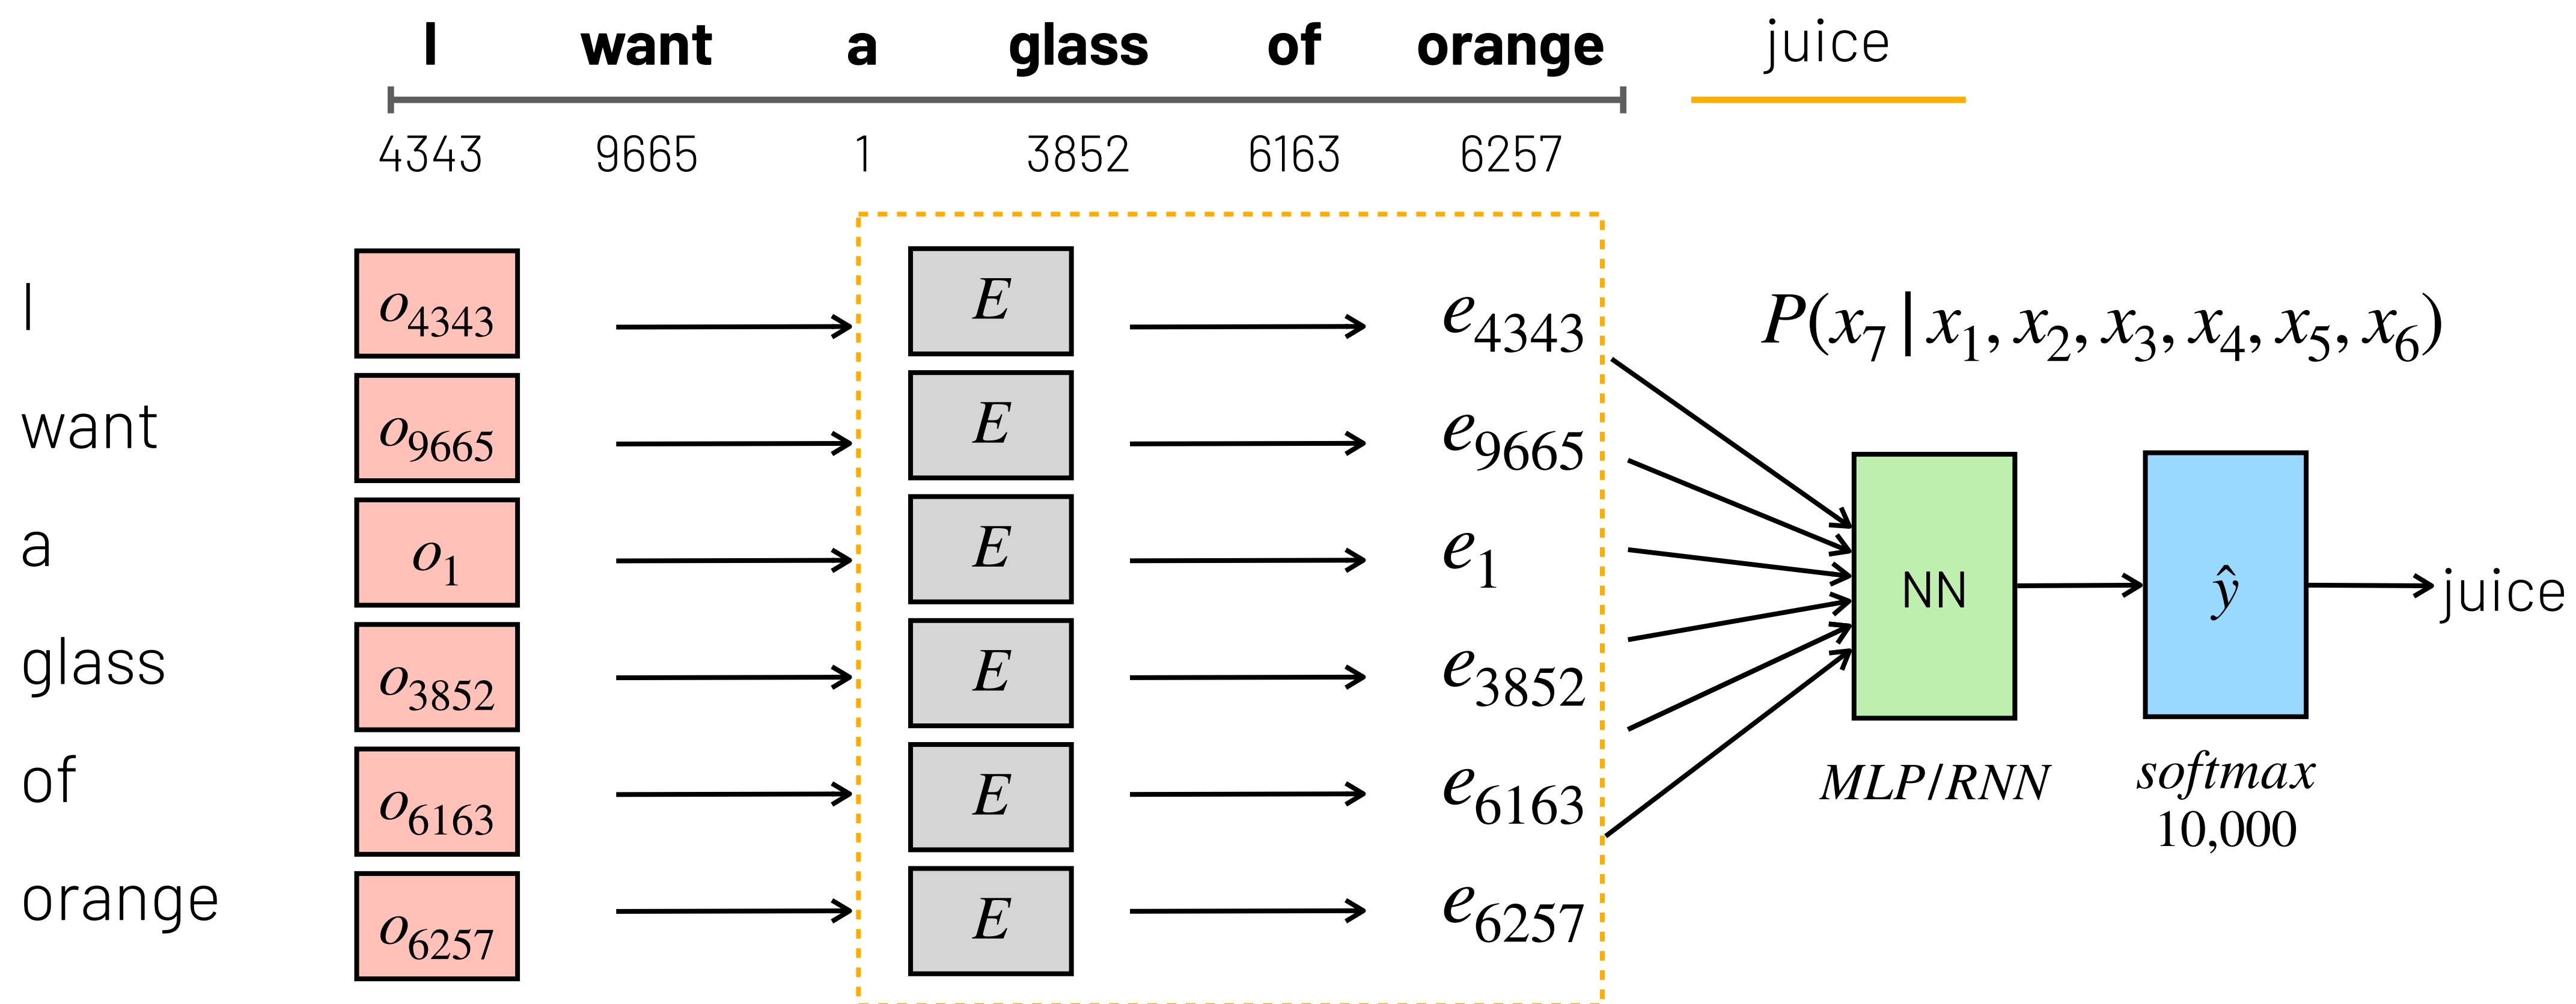 I want a glass of orange juice
4343 9665 1 3852 6163 6257
I o₄₃₄₃ E e₄₃₄₃ P(x₇|x₁, x₂, x₃, x₄, x₅, x₆)
want o₉₆₆₅ E e₉₆₆₅
a o₁ E e₁
NN ŷ juice
glass o₃₈₅₂ E e₃₈₅₂
of o₆₁₆₃ E e₆₁₆₃
MLP/RNN softmax
10,000
orange o₆₂₅₇ E e₆₂₅₇